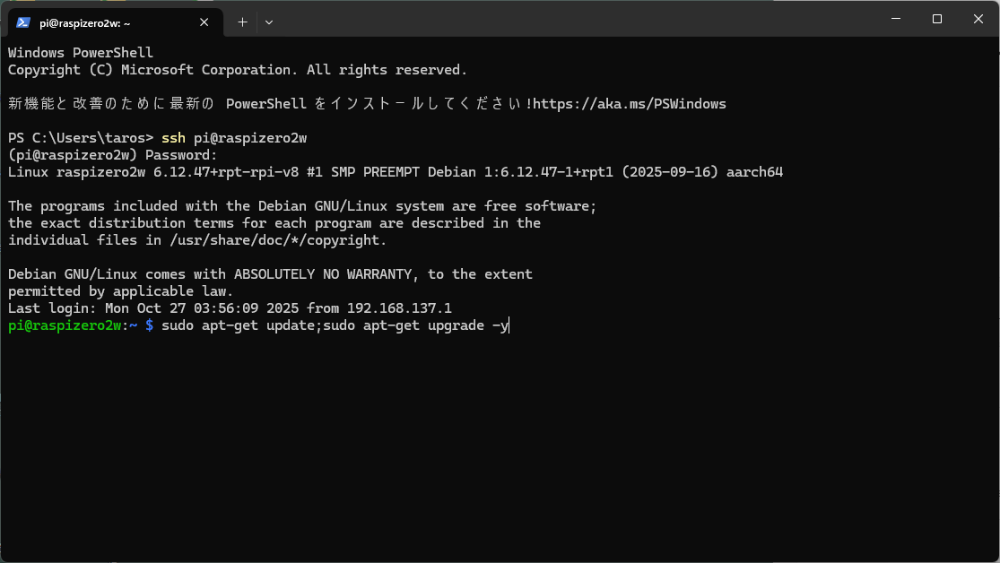 pi@raspizero2w: ~
Windows PowerShell
Copyright (C) Microsoft Corporation. All rights reserved.
新機能と改善のために最新の PowerShell をインストールしてください!https://aka.ms/PSWindows
PS C:\Users\taros> ssh pi@raspizero2w
(pi@raspizero2w) Password:
Linux raspizero2w 6.12.47+rpt-rpi-v8 #1 SMP PREEMPT Debian 1:6.12.47-1+rpt1 (2025-09-16) aarch64
The programs included with the Debian GNU/Linux system are free software;
the exact distribution terms for each program are described in the
individual files in /usr/share/doc/*/copyright.
Debian GNU/Linux comes with ABSOLUTELY NO WARRANTY, to the extent
permitted by applicable law.
Last login: Mon Oct 27 03:56:09 2025 from 192.168.137.1
pi@raspizero2w:~ $ sudo apt-get update;sudo apt-get upgrade -y